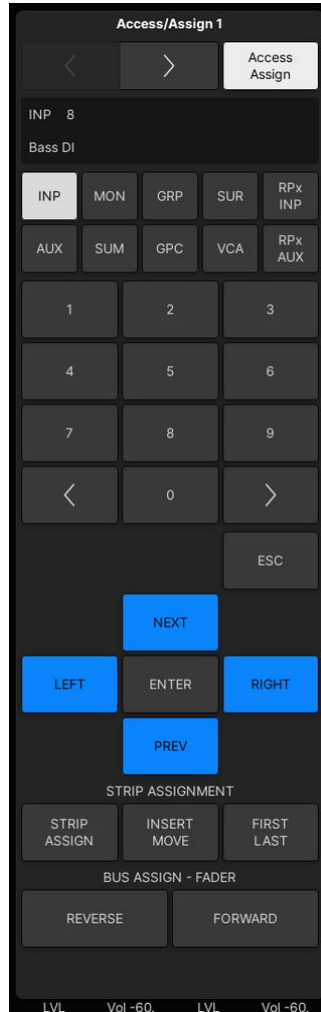 Access/Assign 1
Access
Assign
INP 8
Bass DI
INP MON GRP SUR RPx
INP
AUX SUM GPC VCA RPx
AUX
1 2 3
4 5 6
7 8 9
0
ESC
NEXT
LEFT ENTER RIGHT
PREV
STRIP ASSIGNMENT
STRIP
ASSIGN
INSERT
MOVE
FIRST
LAST
BUS ASSIGN - FADER
REVERSE FORWARD
LVL Vol -60, LVL Vol -60,